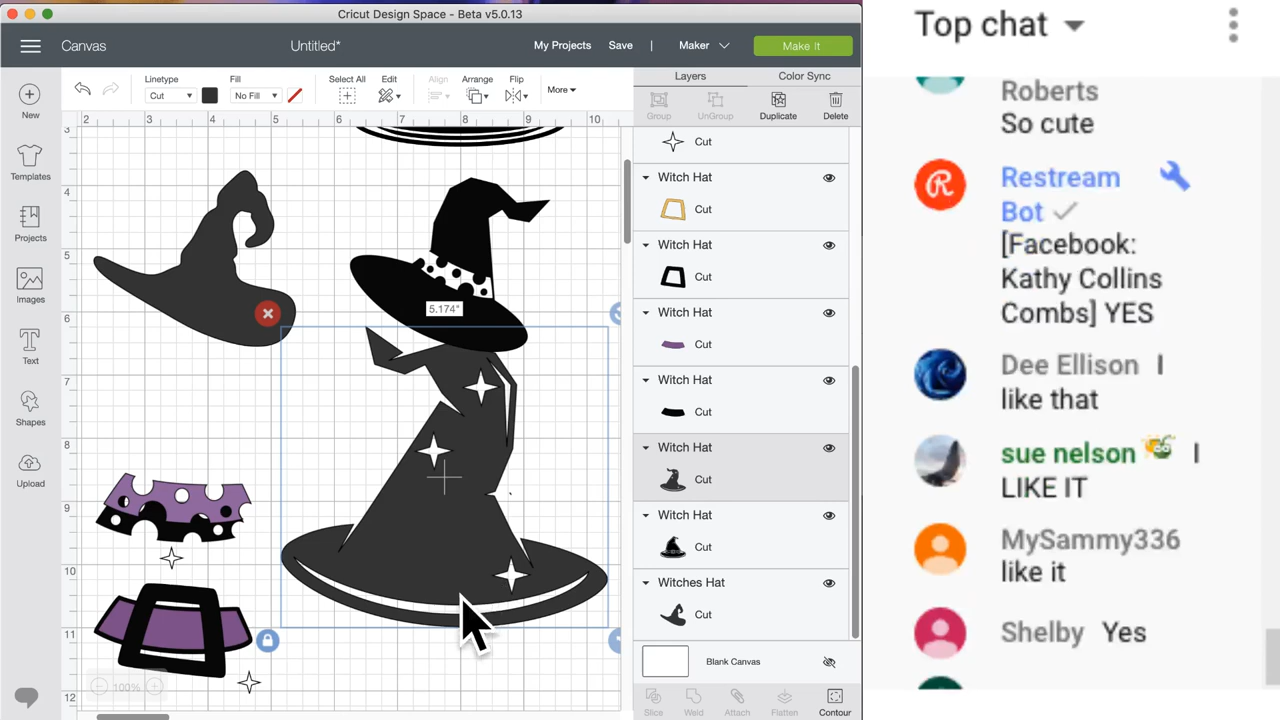 Cricut Design Space - Beta v5.0.13
Canvas
Untitled*
My Projects
Save
|
Maker
Make It
New
Templates
Projects
Images
Text
Shapes
Upload
Linetype
Cut
Fill
No Fill
Select All
Edit
Align
Arrange
Flip
More
2 3 4 5 6 7 8 9 10
3
4
5
6
7
8
9
10
11
12
5.174"
100%
Layers
Color Sync
Group
UnGroup
Duplicate
Delete
Cut
Witch Hat
Cut
Witch Hat
Cut
Witch Hat
Cut
Witch Hat
Cut
Witch Hat
Cut
Witch Hat
Cut
Witches Hat
Cut
Blank Canvas
Slice
Weld
Attach
Flatten
Contour
Top chat
Roberts
So cute
Restream
Bot
[Facebook:
Kathy Collins
Combs] YES
Dee Ellison I
like that
sue nelson I
LIKE IT
MySammy336
like it
Shelby Yes